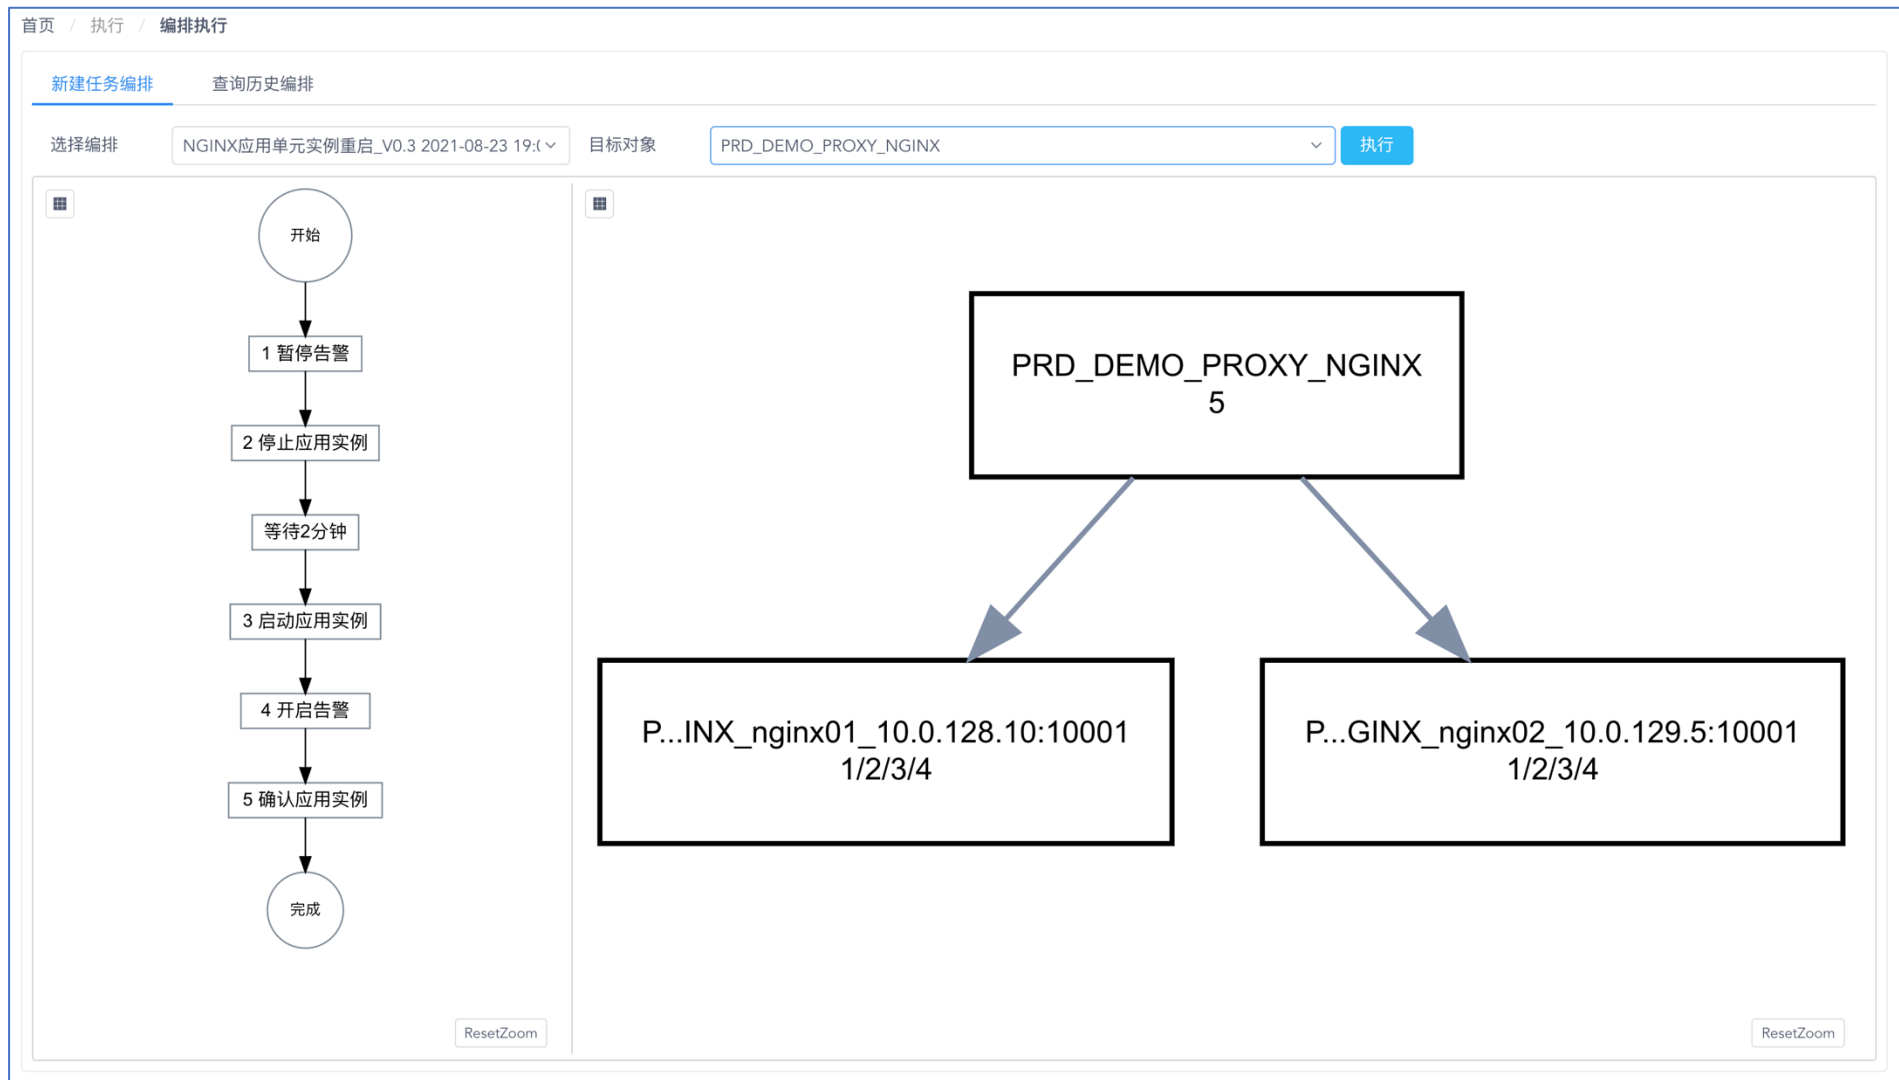 首页 / 执行 / 编排执行
新建任务编排 查询历史编排
选择编排 NGINX应用单元实例重启_V0.3 2021-08-23 19:( 目标对象 PRD_DEMO_PROXY_NGINX 执行
开始
1 暂停告警
2 停止应用实例
等待2分钟
3 启动应用实例
4 开启告警
5 确认应用实例
完成
ResetZoom
PRD_DEMO_PROXY_NGINX
5
P...INX_nginx01_10.0.128.10:10001
1/2/3/4
P...GINX_nginx02_10.0.129.5:10001
1/2/3/4
ResetZoom